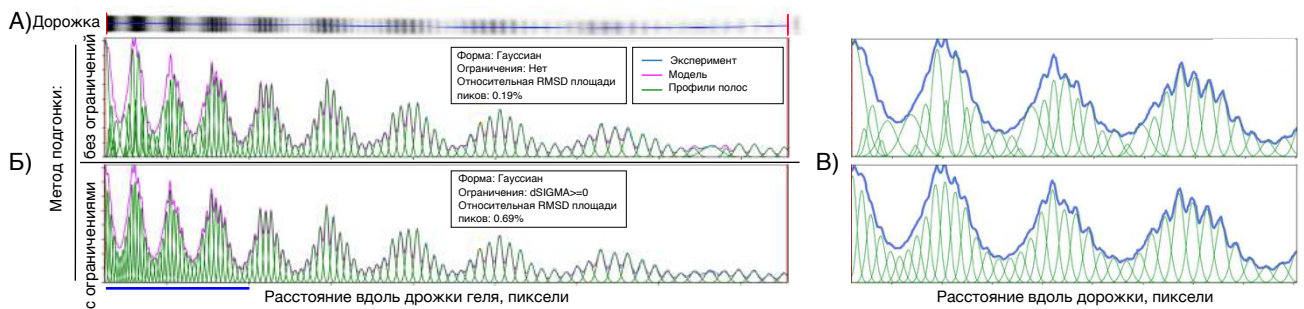 А) Дорожка
Б)
Метод подгонки:
без ограничений
Форма: Гауссиан
Ограничения: Нет
Относительная RMSD площади
пиков: 0.19%
Эксперимент
Модель
Профили полос
с ограничениями
Форма: Гауссиан
Ограничения: dSIGMA>=0
Относительная RMSD площади
пиков: 0.69%
Расстояние вдоль дрожки геля, пиксели
В)
Расстояние вдоль дорожки, пиксели